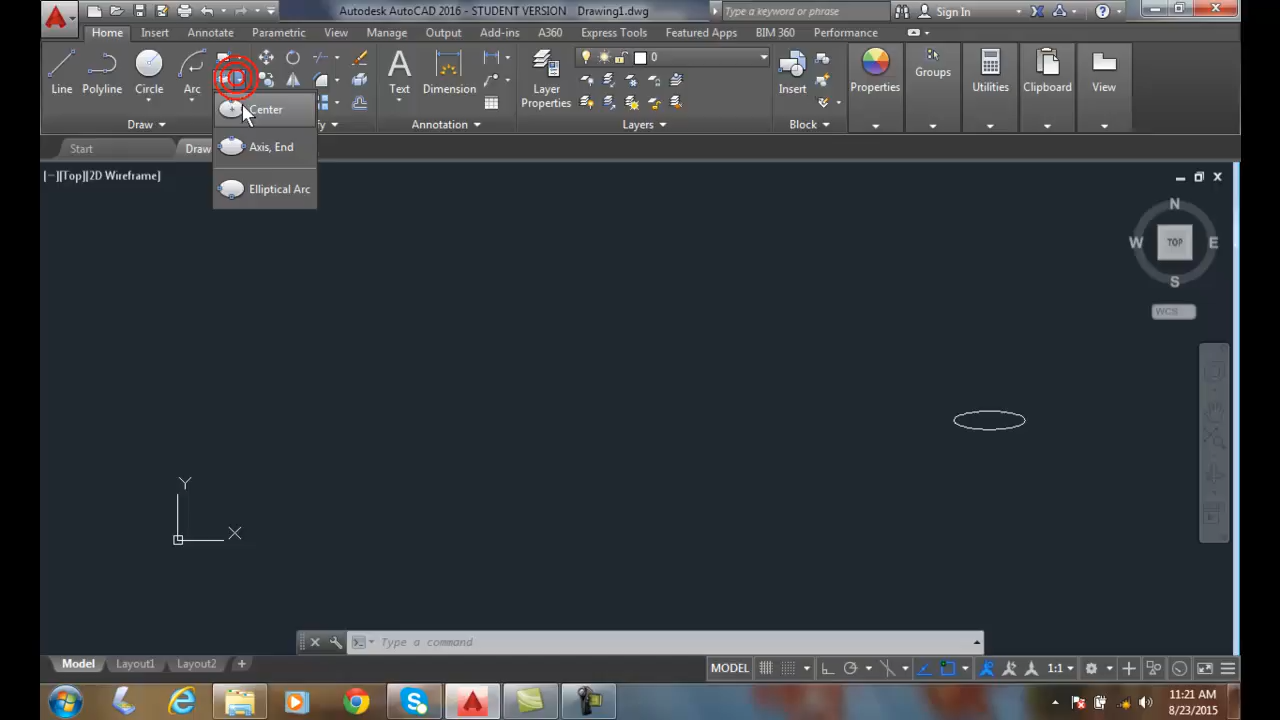 Autodesk AutoCAD 2016 - STUDENT VERSION Drawing1.dwg
Type a keyword or phrase
Sign In
Home Insert Annotate Parametric View Manage Output Add-ins A360 Express Tools Featured Apps BIM 360 Performance
0
Line Polyline Circle Arc
Text Dimension
Layer Properties
Insert
Properties Groups Utilities Clipboard View
Draw
Annotation
Layers
Block
Center
Axis, End
Elliptical Arc
Start
Draw
[−][Top][2D Wireframe]
N
W TOP E
S
WCS
Y
X
Type a command
Model Layout1 Layout2 +
MODEL
1:1
11:21 AM
8/23/2015